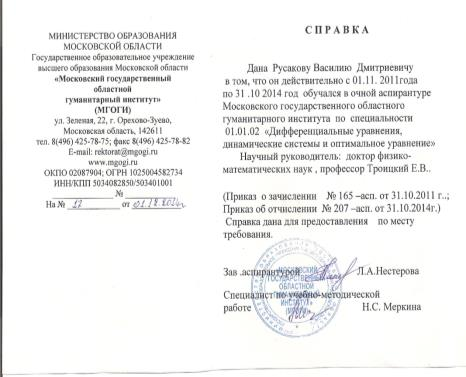 МИНИСТЕРСТВО ОБРАЗОВАНИЯ
МОСКОВСКОЙ ОБЛАСТИ
Государственное образовательное учреждение
высшего образования Московской области
«Московский государственный
областной
гуманитарный институт»
(МГОГИ)
ул. Зеленая, 22, г. Орехово-Зуево,
Московская область, 142611
тел. 8(496) 425-78-75; факс 8(496) 425-78-82
E-mail: rektorat@mgogi.ru
www.mgogi.ru
ОКПО 02087904; ОГРН 1025004582734
ИНН/КПП 5034082850/503401001
№
На № 12 от
СПРАВКА
Дана Русакову Василию Дмитриевичу
в том, что он действительно с 01.11. 2011года
по 31 .10 2014 год обучался в очной аспирантуре
Московского государственного областного
гуманитарного института по специальности
01.01.02 «Дифференциальные уравнения,
динамические системы и оптимальное уравнение»
Научный руководитель: доктор физико-
математических наук , профессор Троицкий Е.В..
(Приказ о зачислении № 165 –асп. от 31.10.2011 г..;
Приказ об отчислении № 207 –асп. от 31.10.2014г.)
Справка дана для предоставления по месту
требования.
Зав .аспирантурой Л.А.Нестерова
Специалист по учебно-методической
работе Н.С. Меркина
МОСКОВСКИЙ
ГОСУДАРСТВЕННЫЙ
ОБЛАСТНОЙ
ИНСТИТУТ